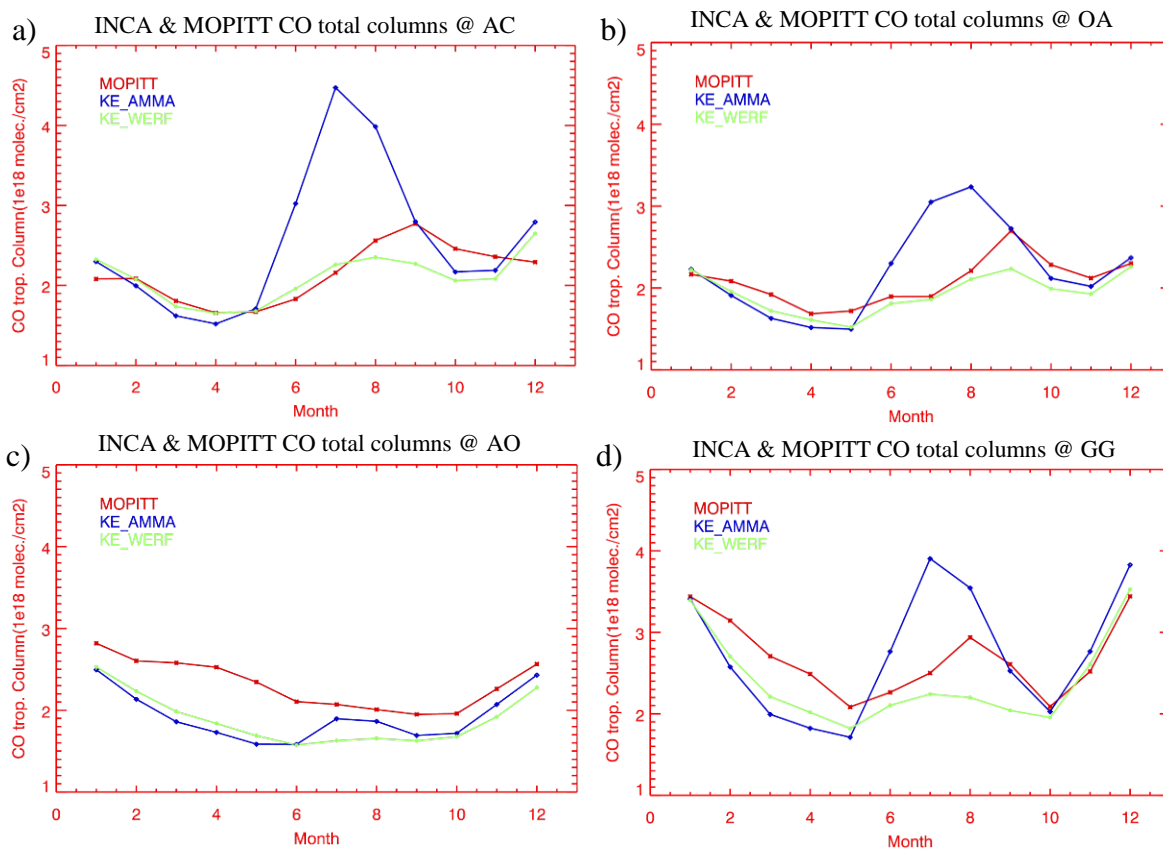 a) INCA & MOPITT CO total columns @ AC
5
4
3
2
1
CO trop. Column(1e18 molec./cm2)
MOPITT
KE_AMMA
KE_WERF
0 2 4 6 8 10 12
Month
b) INCA & MOPITT CO total columns @ OA
5
4
3
2
1
CO trop. Column(1e18 molec./cm2)
MOPITT
KE_AMMA
KE_WERF
0 2 4 6 8 10 12
Month
c) INCA & MOPITT CO total columns @ AO
5
4
3
2
1
CO trop. Column(1e18 molec./cm2)
MOPITT
KE_AMMA
KE_WERF
0 2 4 6 8 10 12
Month
d) INCA & MOPITT CO total columns @ GG
5
4
3
2
1
CO trop. Column(1e18 molec./cm2)
MOPITT
KE_AMMA
KE_WERF
0 2 4 6 8 10 12
Month